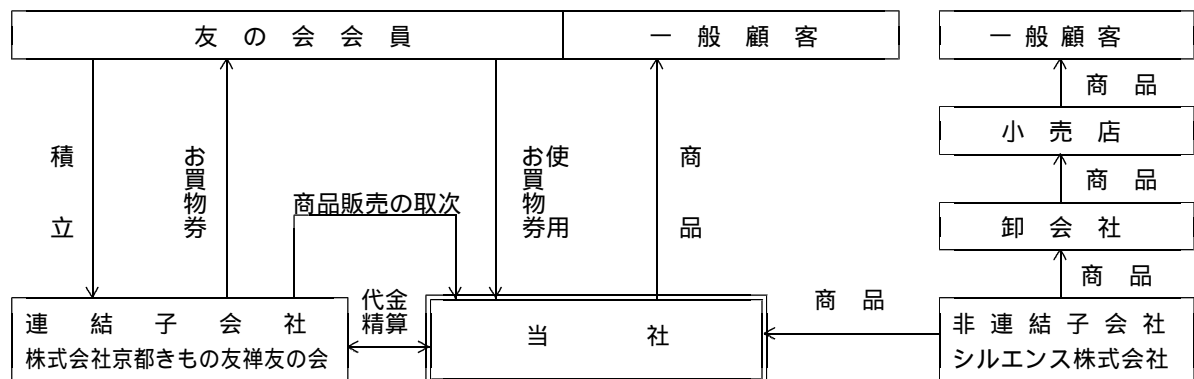 友の会会員
一般顧客
一般顧客
商品
小売店
積立
お買物券
お買物券
使用
商品
商品
商品販売の取次
卸会社
商品
代金
精算
商品
連結子会社
株式会社京都きもの友禅友の会
当社
非連結子会社
シルエンス株式会社